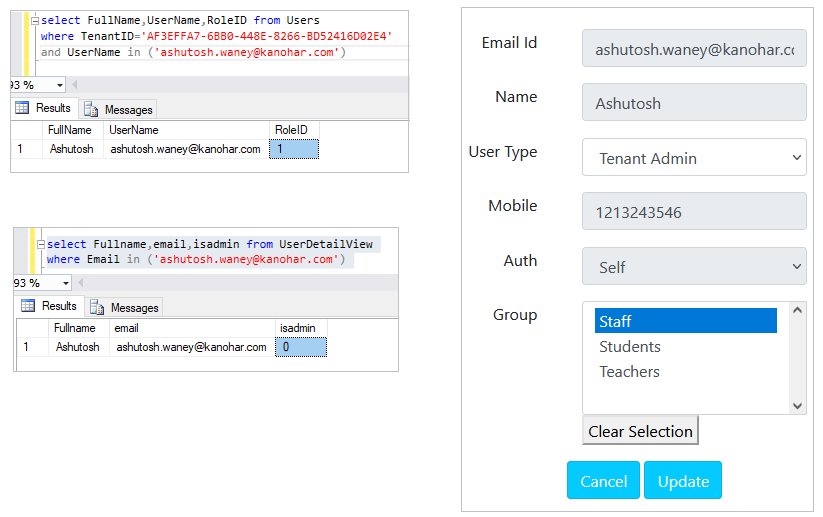 select FullName,UserName,RoleID from Users
where TenantID='AF3EFFA7-6BB0-448E-8266-BD52416D02E4'
and UserName in ('ashutosh.waney@kanohar.com')
93 %
Results Messages
FullName UserName RoleID
1 Ashutosh ashutosh.waney@kanohar.com 1
select Fullname,email,isadmin from UserDetailView
where Email in ('ashutosh.waney@kanohar.com')
93 %
Results Messages
Fullname email isadmin
1 Ashutosh ashutosh.waney@kanohar.com 0
Email Id ashutosh.waney@kanohar.co
Name Ashutosh
User Type Tenant Admin
Mobile 1213243546
Auth Self
Group Staff
Students
Teachers
Clear Selection
Cancel Update